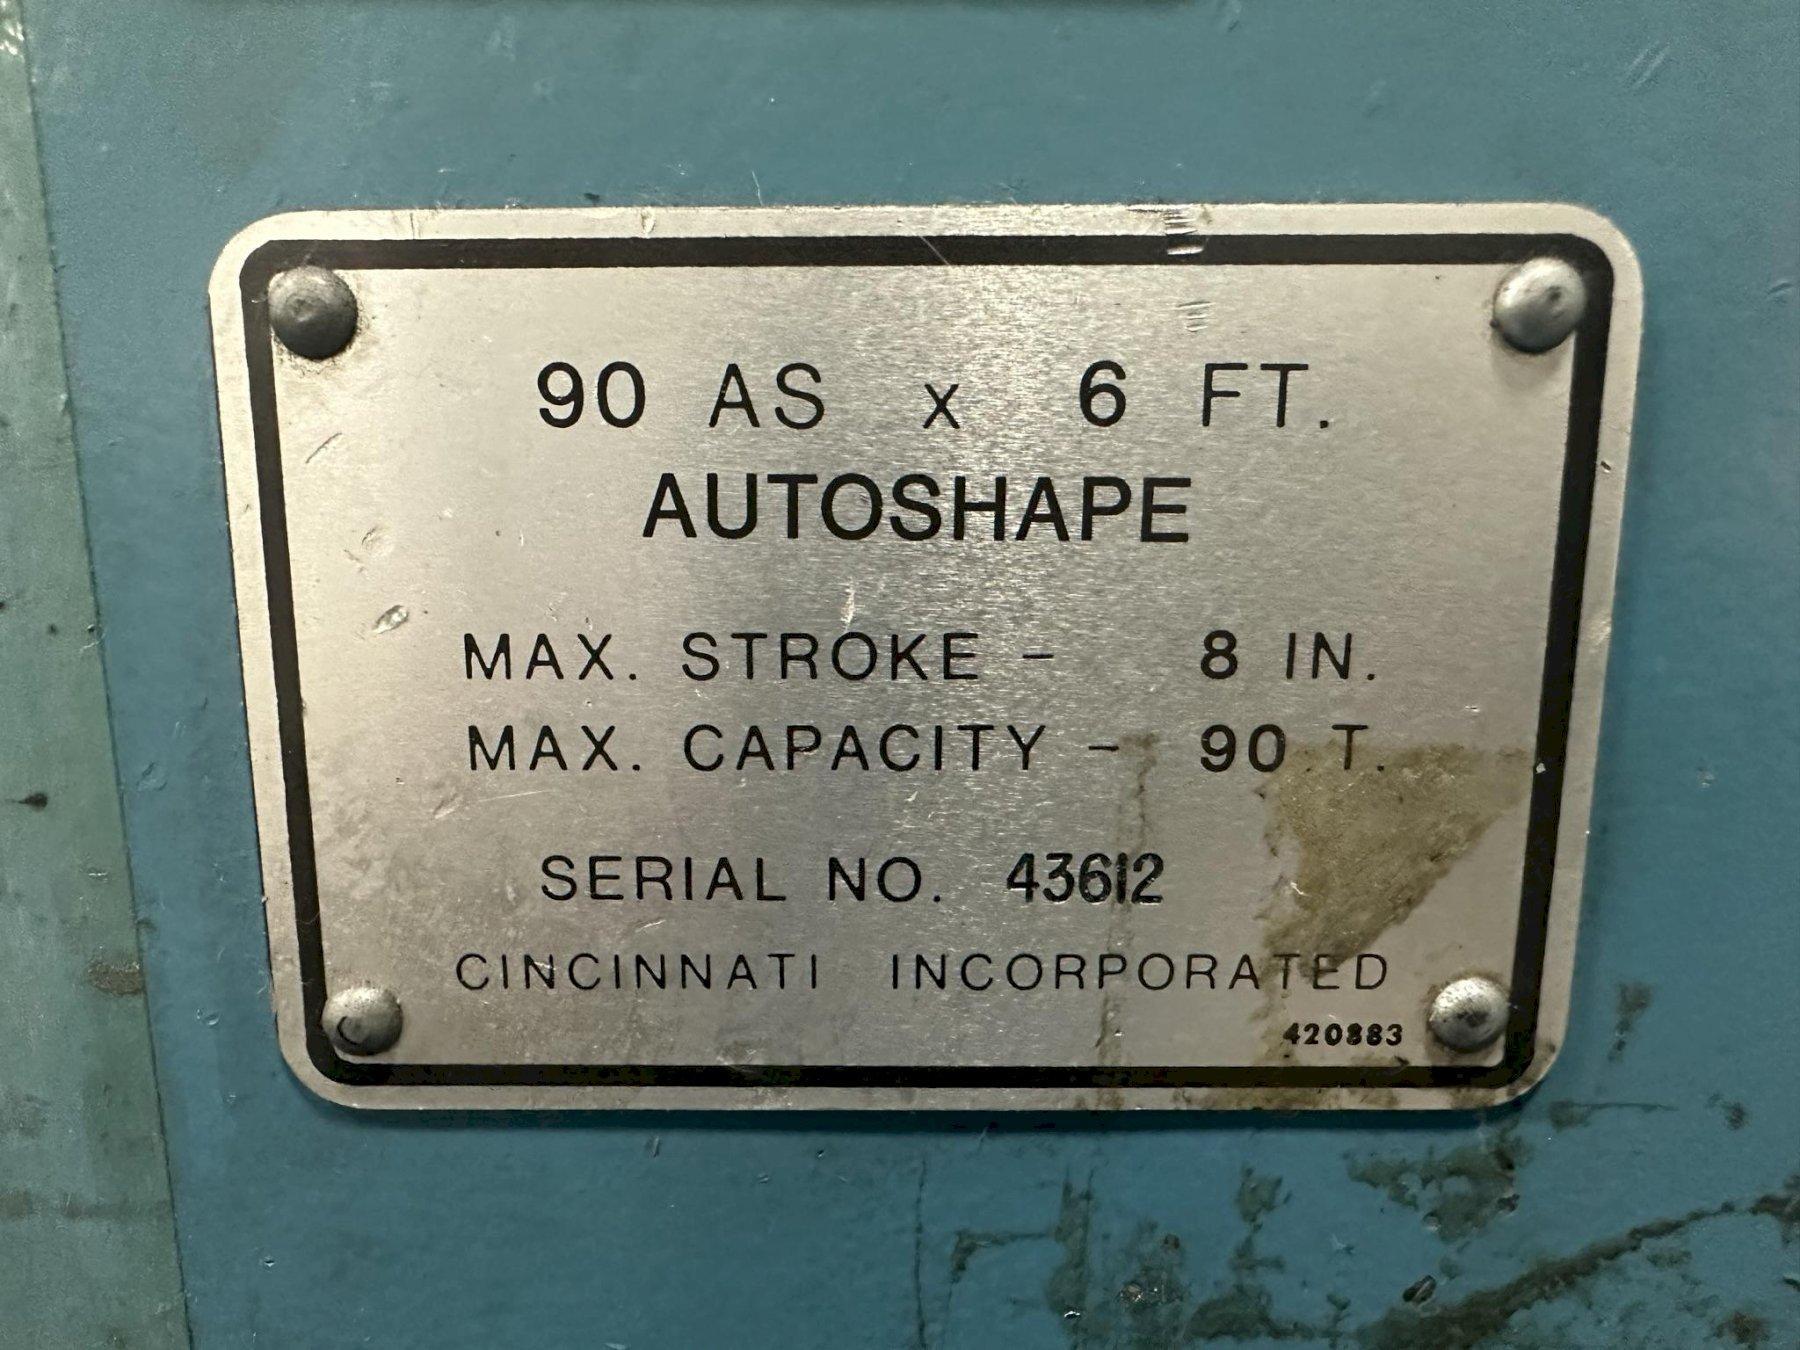 90 AS x 6 FT.
AUTOSHAPE
MAX. STROKE - 8 IN.
MAX. CAPACITY - 90 T.
SERIAL NO. 43612
CINCINNATI INCORPORATED
420883